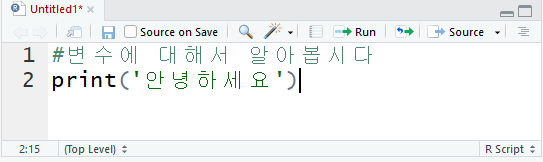 Untitled1*
Source on Save
Run
Source
1 #변수에 대해서 알아봅시다
2 print('안녕하세요')
2:15
(Top Level)
R Script